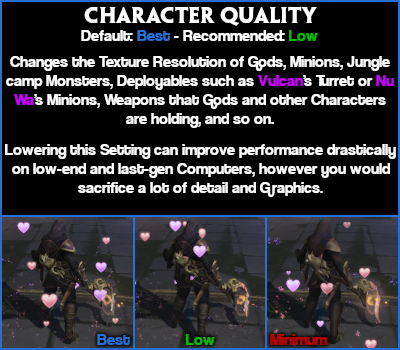 CHARACTER QUALITY
Default: Best - Recommended: Low
Changes the Texture Resolution of Gods, Minions, Jungle
camp Monsters, Deployables such as Vulcan's Turret or Nu
Wa's Minions, Weapons that Gods and other Characters
are holding, and so on.
Lowering this Setting can improve performance drastically
on low-end and last-gen Computers, however you would
sacrifice a lot of detail and Graphics.
Best
Low
Minimum